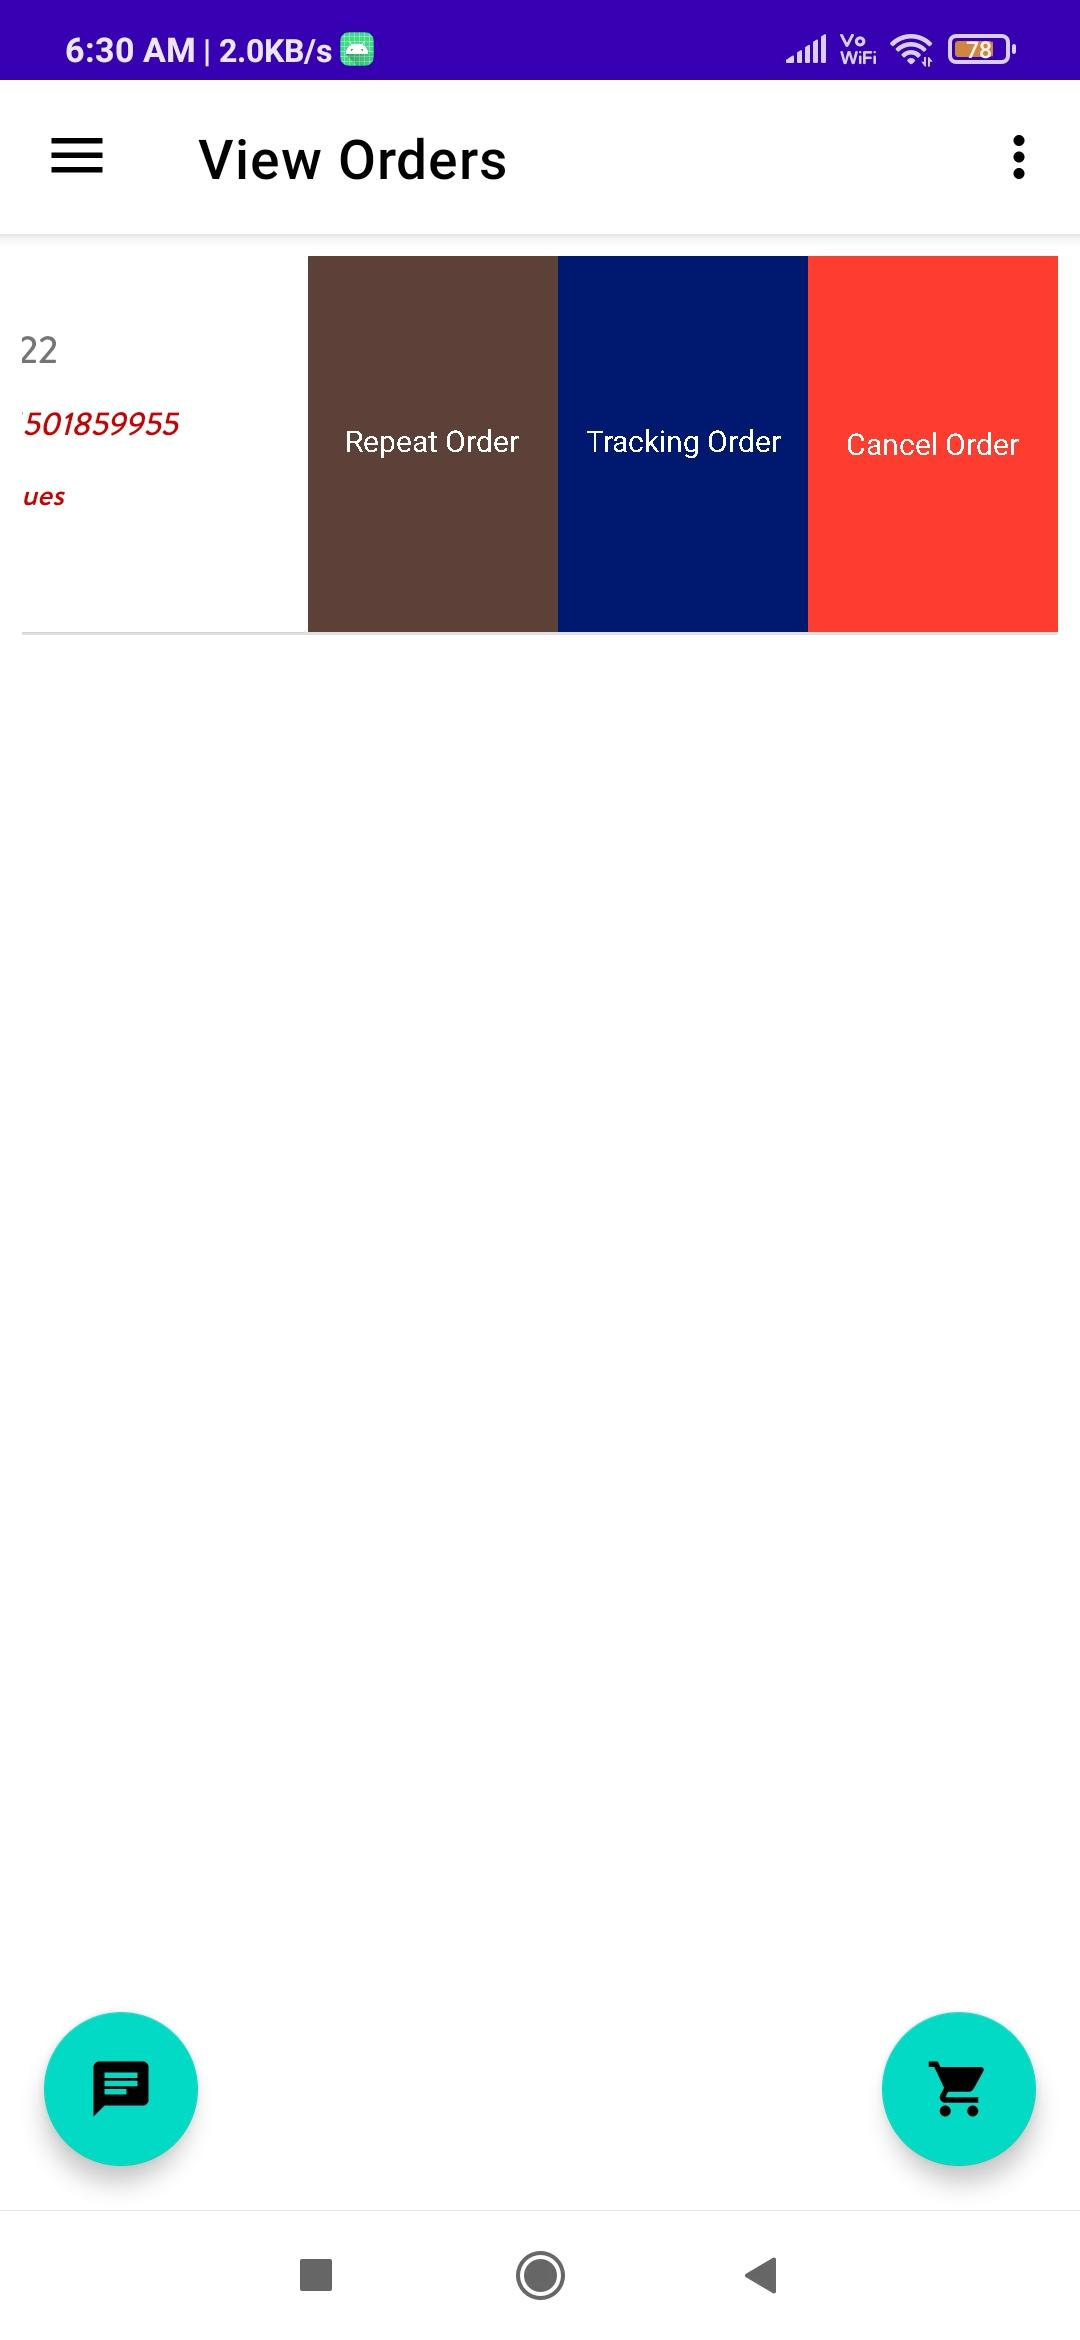 6:30 AM | 2.0KB/s
Vo
WiFi
78
View Orders
22
501859955
ues
Repeat Order
Tracking Order
Cancel Order